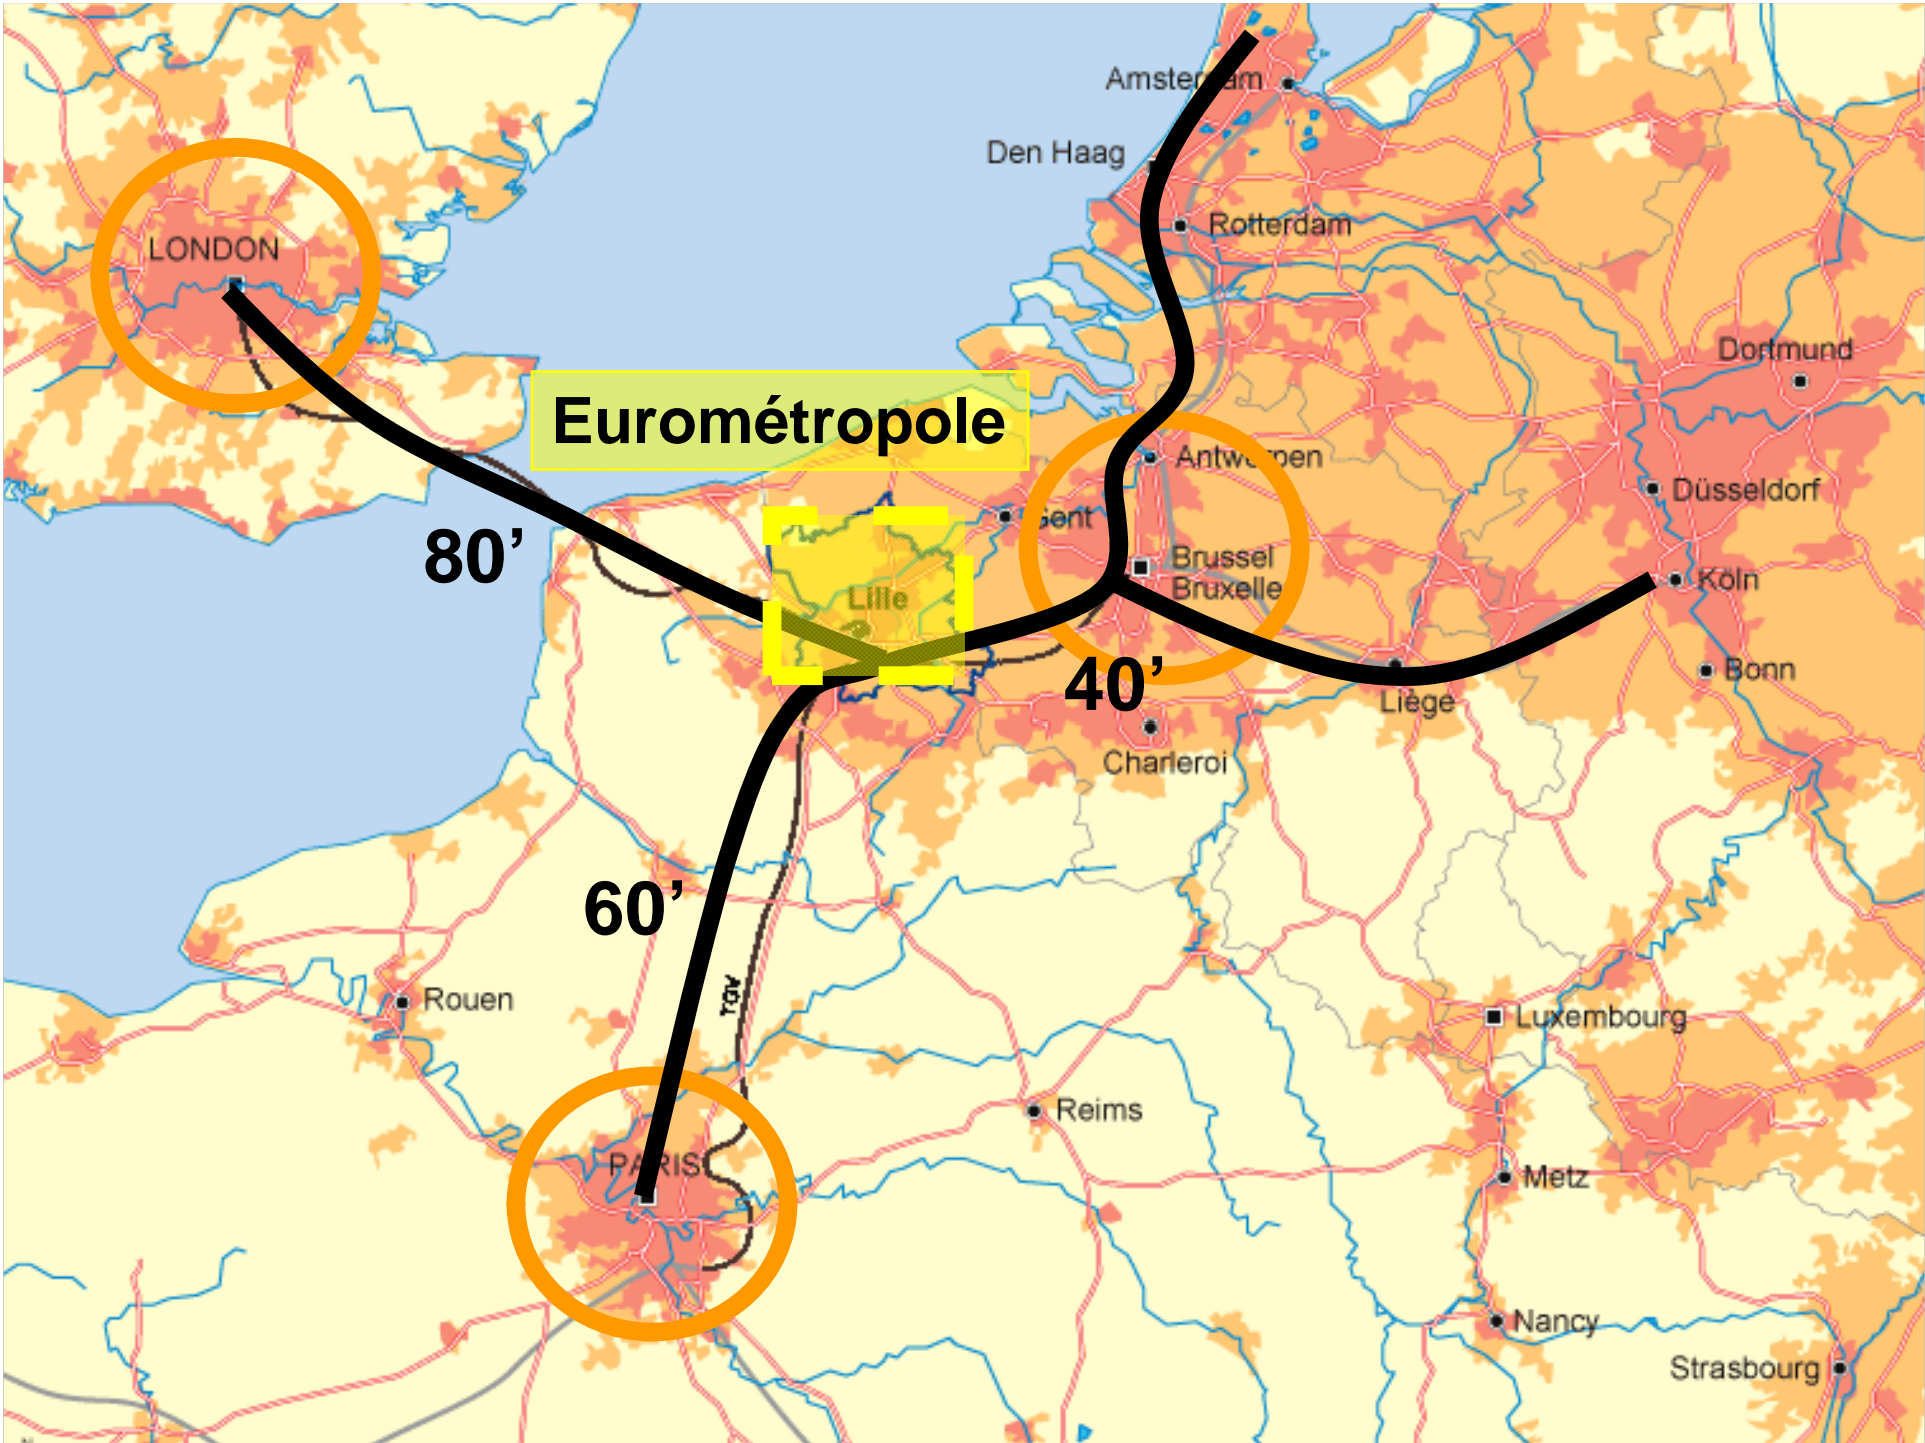 Amsterdam
Den Haag
Rotterdam
LONDON
Dortmund
Eurométropole
Antwerpen
Düsseldorf
Gent
80’
Brussel
Bruxelle
Köln
Lille
40’
Bonn
Liège
Charleroi
60’
TGV
Rouen
Luxembourg
Reims
PARIS
Metz
Nancy
Strasbourg